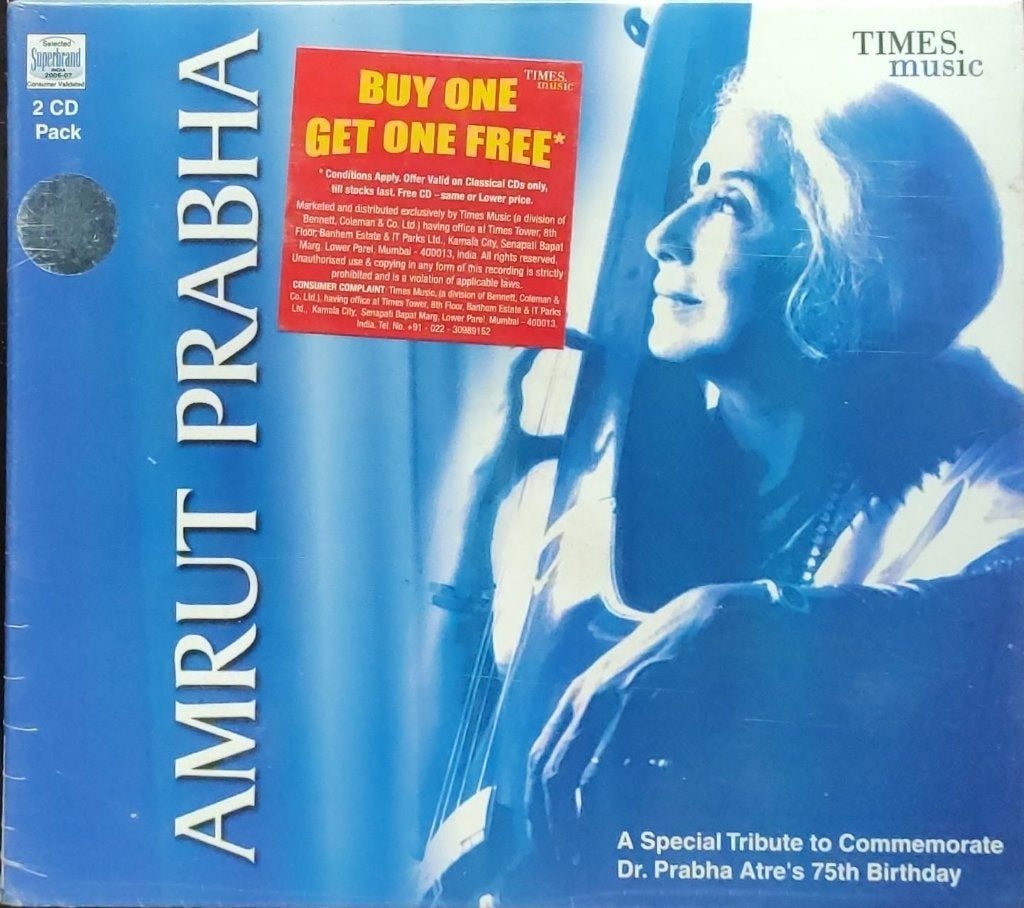 Selected
Superbrand
INDIA
2006-07
Consumer Validated
2 CD
Pack
AMRUT PRABHA
TIMES.
music
BUY ONE
GET ONE FREE*
* Conditions Apply. Offer Valid on Classical CDs only,
till stocks last. Free CD - same or Lower price.
Marketed and distributed exclusively by Times Music (a division of
Bennett, Coleman & Co. Ltd.) having office at Times Tower, 8th
Floor, Banhem Estate & IT Parks Ltd., Kamala City, Senapati Bapat
Marg, Lower Parel, Mumbai - 400013, India. All rights reserved.
Unauthorised use & copying in any form of this recording is strictly
prohibited and is a violation of applicable laws.
CONSUMER COMPLAINT: Times Music, (a division of Bennett, Coleman &
Co. Ltd.), having office at Times Tower, 8th Floor, Banhem Estate & IT Parks
Ltd., Kamala City, Senapati Bapat Marg, Lower Parel, Mumbai - 400013,
India. Tel. No. +91 - 022 - 30989152
TIMES.
music
A Special Tribute to Commemorate
Dr. Prabha Atre's 75th Birthday